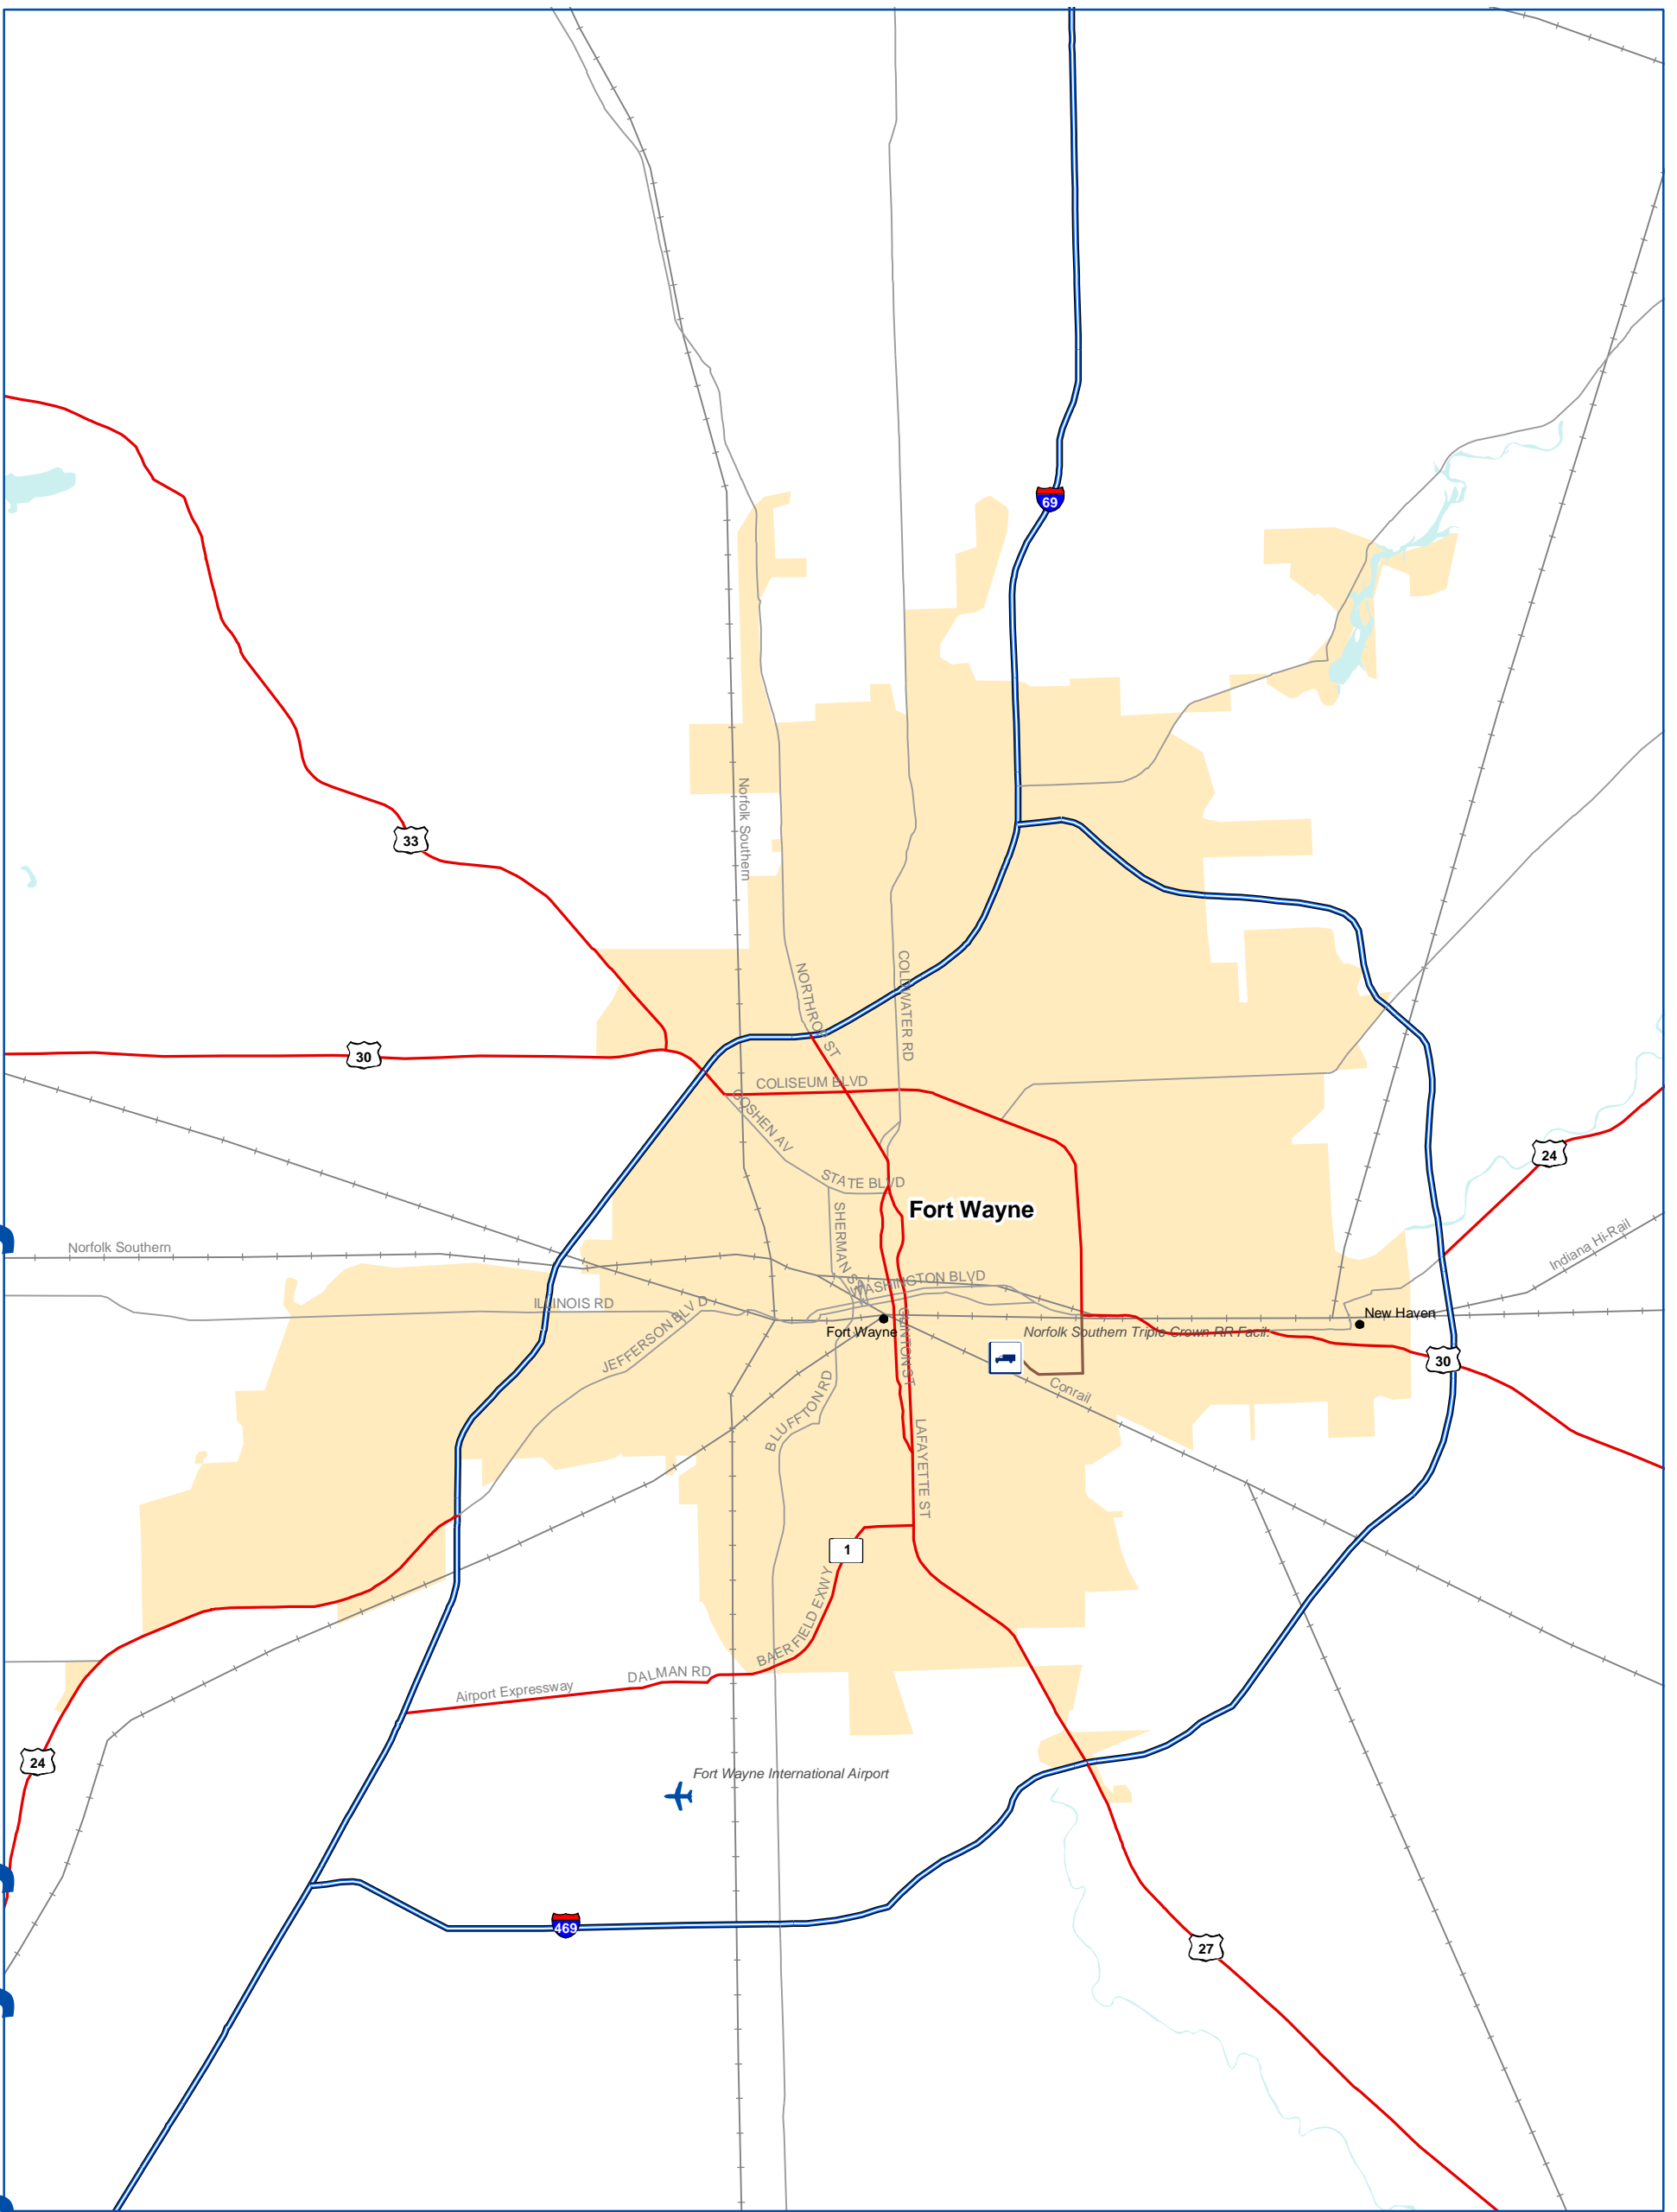 69
Norfolk Southern
33
NORTHROP ST
COLDWATER RD
30
COLISEUM BLVD
GOSHEN AV
24
STATE BLVD
Fort Wayne
SHERMAN ST
Norfolk Southern
Indiana Hi-Rail
WASHINGTON BLVD
ILLINOIS RD
JEFFERSON BLV D
CLINTON ST
New Haven
Fort Wayne
Norfolk Southern Triple Crown RR Facil.
30
Conrail
BLUFFTON RD
LAFAYETTE ST
1
BAERFIELD EXWY
DALMAN RD
Airport Expressway
24
Fort Wayne International Airport
469
27